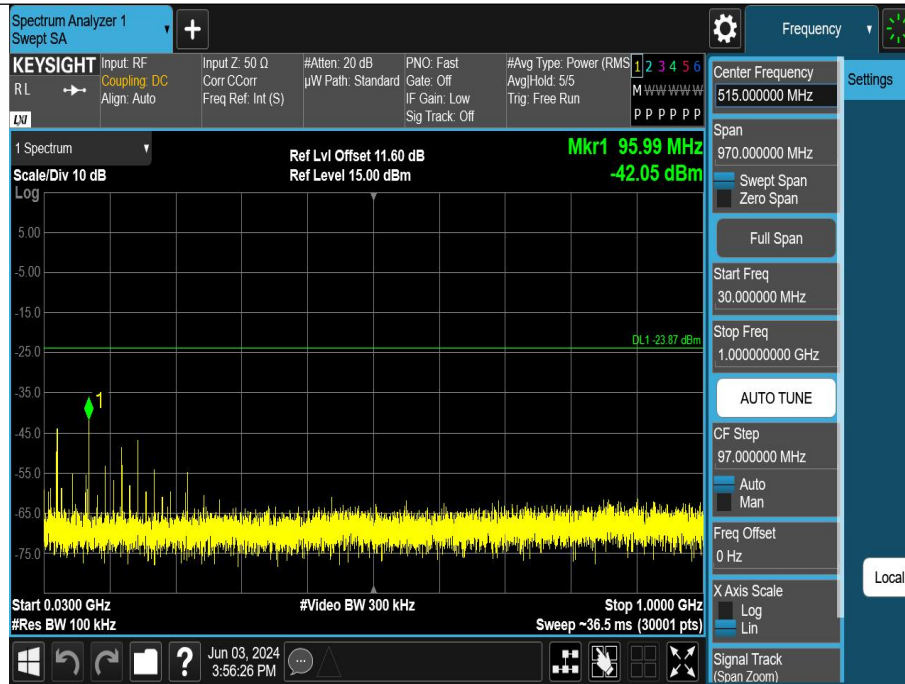 Spectrum Analyzer 1
Swept SA
+
Frequency
KEYSIGHT
R L
LXI
Input: RF
Coupling: DC
Align: Auto
Input Z: 50 Ω
Corr CCorr
Freq Ref: Int (S)
#Atten: 20 dB
µW Path: Standard
PNO: Fast
Gate: Off
IF Gain: Low
Sig Track: Off
#Avg Type: Power (RMS
Avg|Hold: 5/5
Trig: Free Run
1 2 3 4 5 6
M W W W W W
P P P P P P
1 Spectrum
Scale/Div 10 dB
Log
Ref Lvl Offset 11.60 dB
Ref Level 15.00 dBm
Mkr1 95.99 MHz
-42.05 dBm
5.00
-5.00
-15.0
-25.0
-35.0
-45.0
-55.0
-65.0
-75.0
DL1 -23.87 dBm
1
Start 0.0300 GHz
#Res BW 100 kHz
#Video BW 300 kHz
Stop 1.0000 GHz
Sweep ~36.5 ms (30001 pts)
Center Frequency
515.000000 MHz
Settings
Span
970.000000 MHz
Swept Span
Zero Span
Full Span
Start Freq
30.000000 MHz
Stop Freq
1.000000000 GHz
AUTO TUNE
CF Step
97.000000 MHz
Auto
Man
Freq Offset
0 Hz
X Axis Scale
Log
Lin
Signal Track
(Span Zoom)
Local
?
Jun 03, 2024
3:56:26 PM